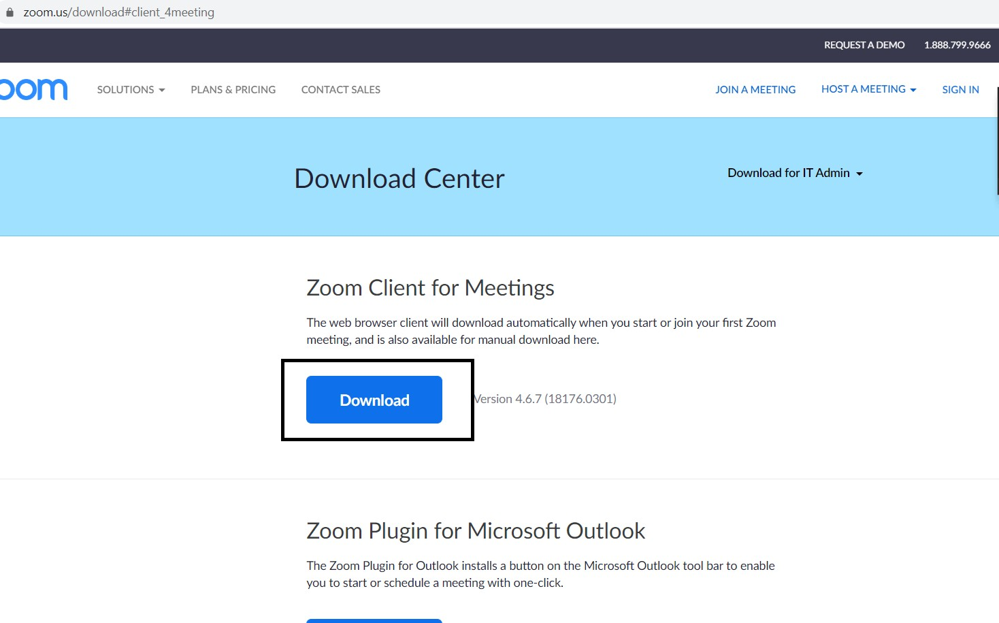 zoom.us/download#client_4meeting
REQUEST A DEMO 1.888.799.9666
oom SOLUTIONS PLANS & PRICING CONTACT SALES JOIN A MEETING HOST A MEETING SIGN IN
Download Center
Download for IT Admin
Zoom Client for Meetings
The web browser client will download automatically when you start or join your first Zoom
meeting, and is also available for manual download here.
Download Version 4.6.7 (18176.0301)
Zoom Plugin for Microsoft Outlook
The Zoom Plugin for Outlook installs a button on the Microsoft Outlook tool bar to enable
you to start or schedule a meeting with one-click.